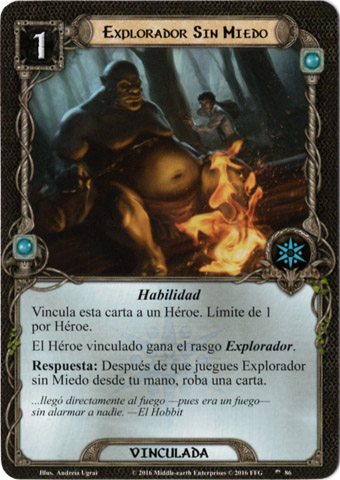 1
EXPLORADOR SIN MIEDO
Habilidad
Vincula esta carta a un Héroe. Límite de 1
por Héroe.
El Héroe vinculado gana el rasgo Explorador.
Respuesta: Después de que juegues Explorador
sin Miedo desde tu mano, roba una carta.
...llegó directamente al fuego —pues era un fuego—
sin alarmar a nadie. —El Hobbit
VINCULADA
Illus. Andreia Ugrai © 2016 Middle-earth Enterprises © 2016 FFG 86